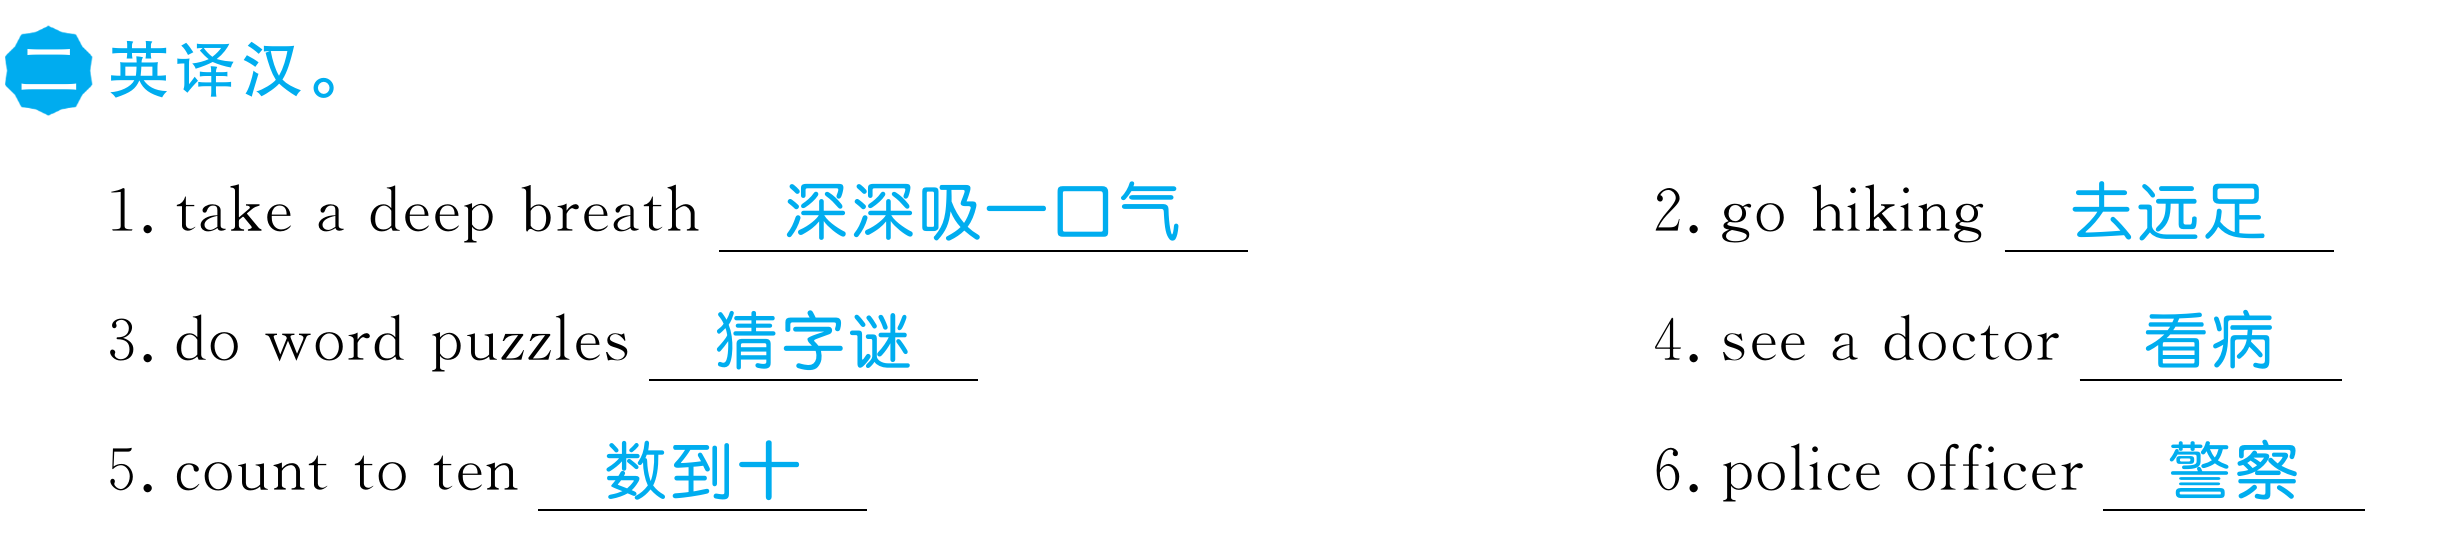 二 英译汉。
1. take a deep breath 深深吸一口气 2. go hiking 去远足
3. do word puzzles 猜字谜 4. see a doctor 看病
5. count to ten 数到十 6. police officer 警察